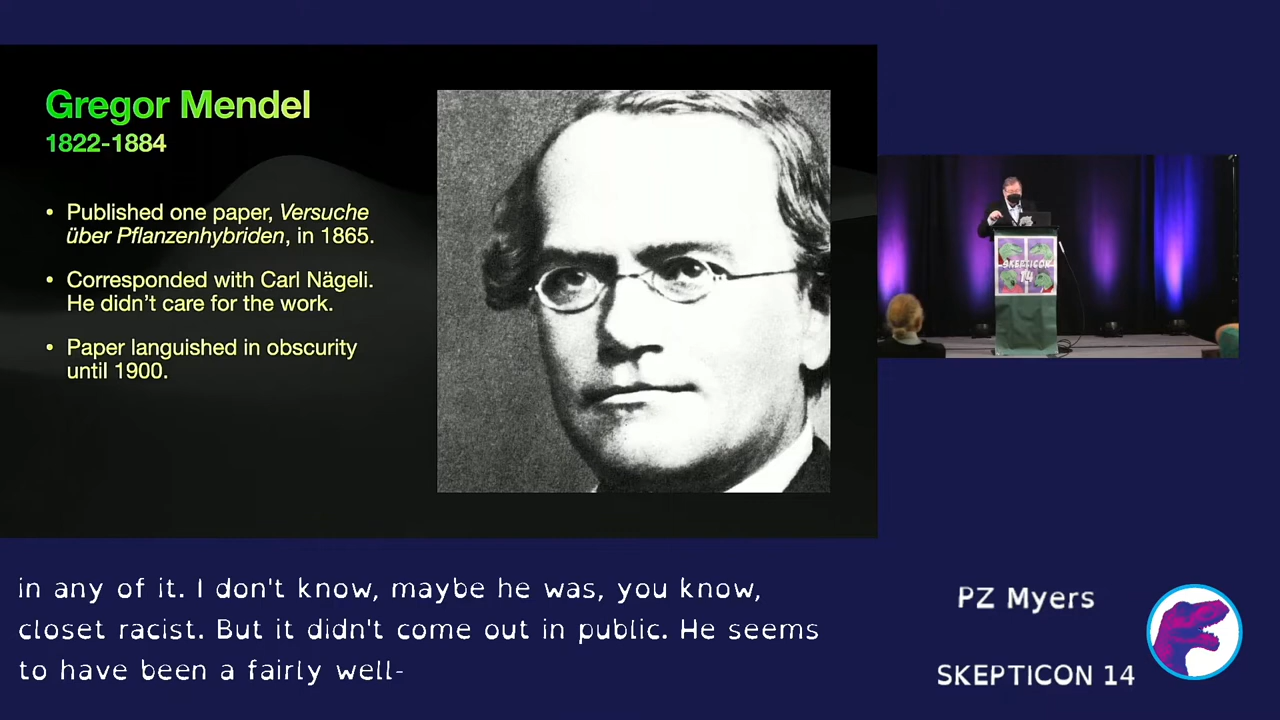 Gregor Mendel
1822-1884
• Published one paper, Versuche
über Pflanzenhybriden, in 1865.
• Corresponded with Carl Nägeli.
He didn't care for the work.
• Paper languished in obscurity
until 1900.
SKEPTICON
14
in any of it. I don't know, maybe he was, you know,
closet racist. But it didn't come out in public. He seems
to have been a fairly well-
PZ Myers
SKEPTICON 14